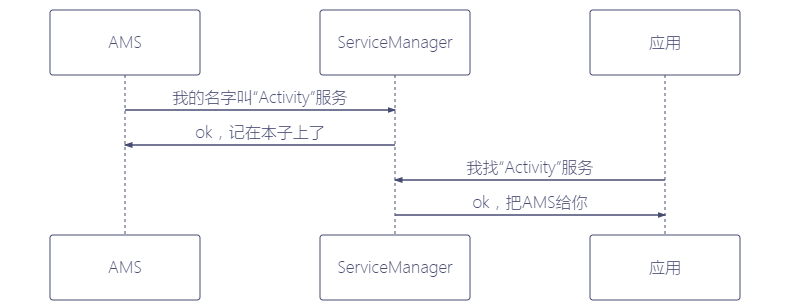 AMS
ServiceManager
应用
我的名字叫“Activity”服务
ok，记在本子上了
我找“Activity”服务
ok，把AMS给你
AMS
ServiceManager
应用